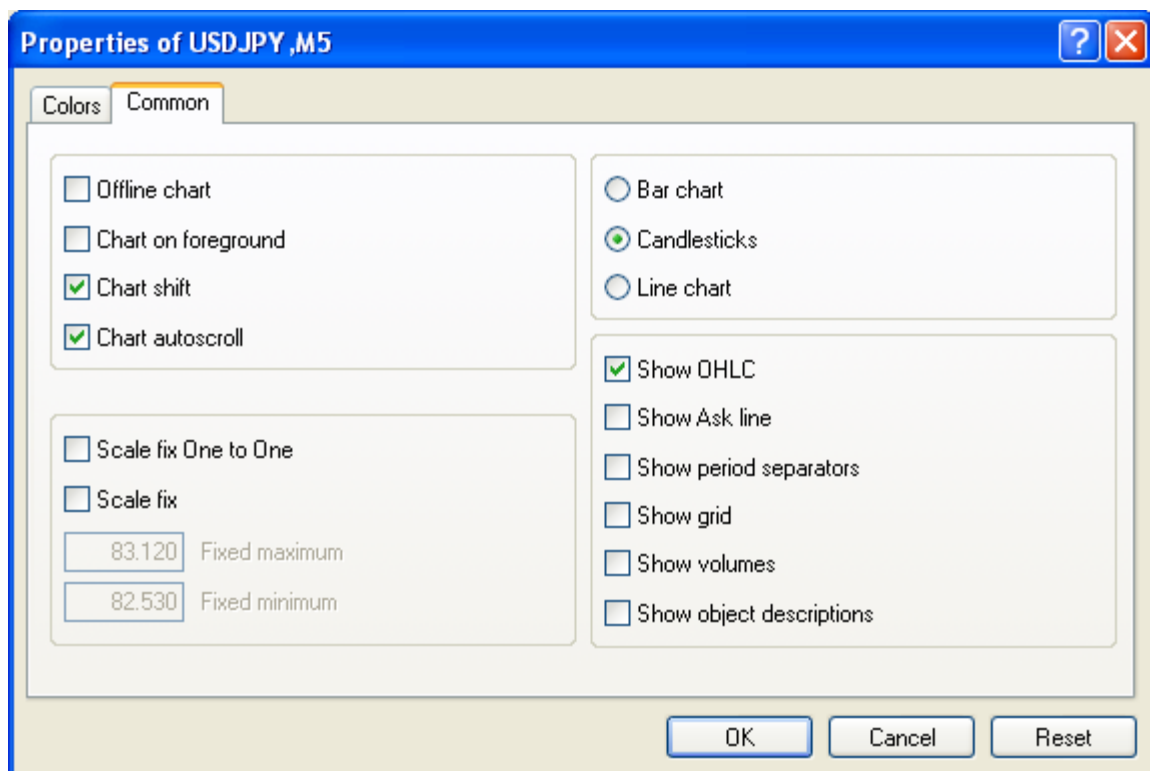 Properties of USDJPY,M5
Colors
Common
Offline chart
Chart on foreground
Chart shift
Chart autoscroll
Scale fix One to One
Scale fix
83.120 Fixed maximum
82.530 Fixed minimum
Bar chart
Candlesticks
Line chart
Show OHLC
Show Ask line
Show period separators
Show grid
Show volumes
Show object descriptions
OK
Cancel
Reset